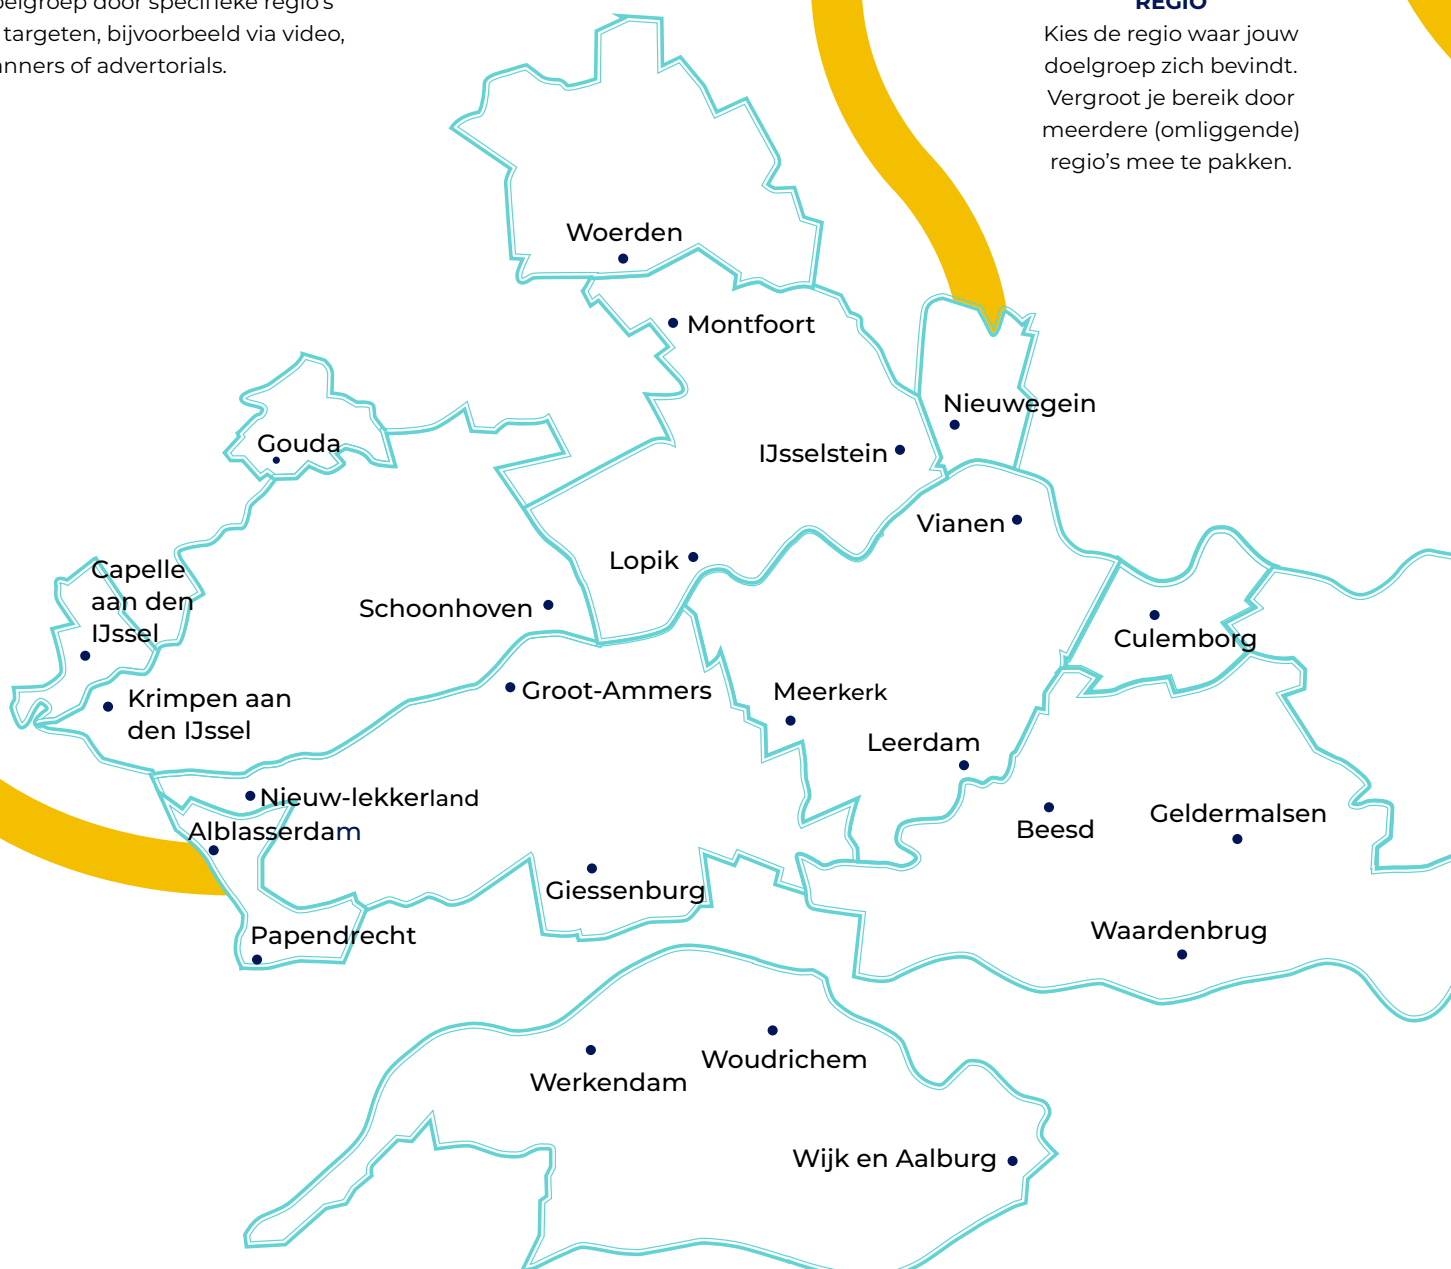 targeten, bijvoorbeeld via video,
of advertorials.
REGIO
Kies de regio waar jouw
doelgroep zich bevindt.
Vergroot je bereik door
meerdere (omliggende)
regio's mee te pakken.
Woerden
Montfoort
Nieuwegein
Gouda
IJsselstein
Vianen
Lopik
Capelle
aan den
IJssel
Schoonhoven
Culemborg
Krimpen aan
den IJssel
Groot-Ammers
Meerkerk
Leerdam
Nieuw-lekkerland
Alblasserdam
Beesd
Geldermalsen
Giessenburg
Papendrecht
Waardenbrug
Woudrichem
Werkendam
Wijk en Aalburg